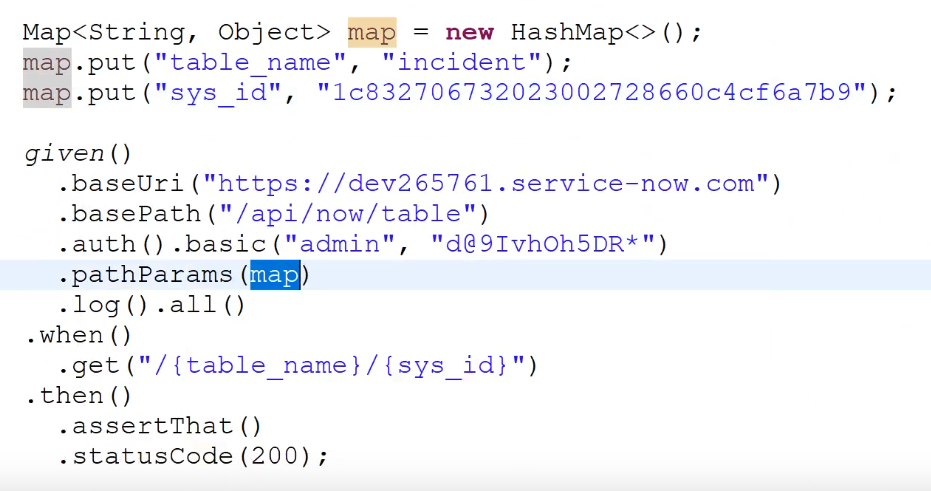 Map<String, Object> map = new HashMap<>();
map.put("table_name", "incident");
map.put("sys_id", "1c832706732023002728660c4cf6a7b9");
given()
.baseUri("https://dev265761.service-now.com")
.basePath("/api/now/table")
.auth().basic("admin", "d@9IvhOh5DR*")
.pathParams(map)
.log().all()
.when()
.get("/{table_name}/{sys_id}")
.then()
.assertThat()
.statusCode(200);